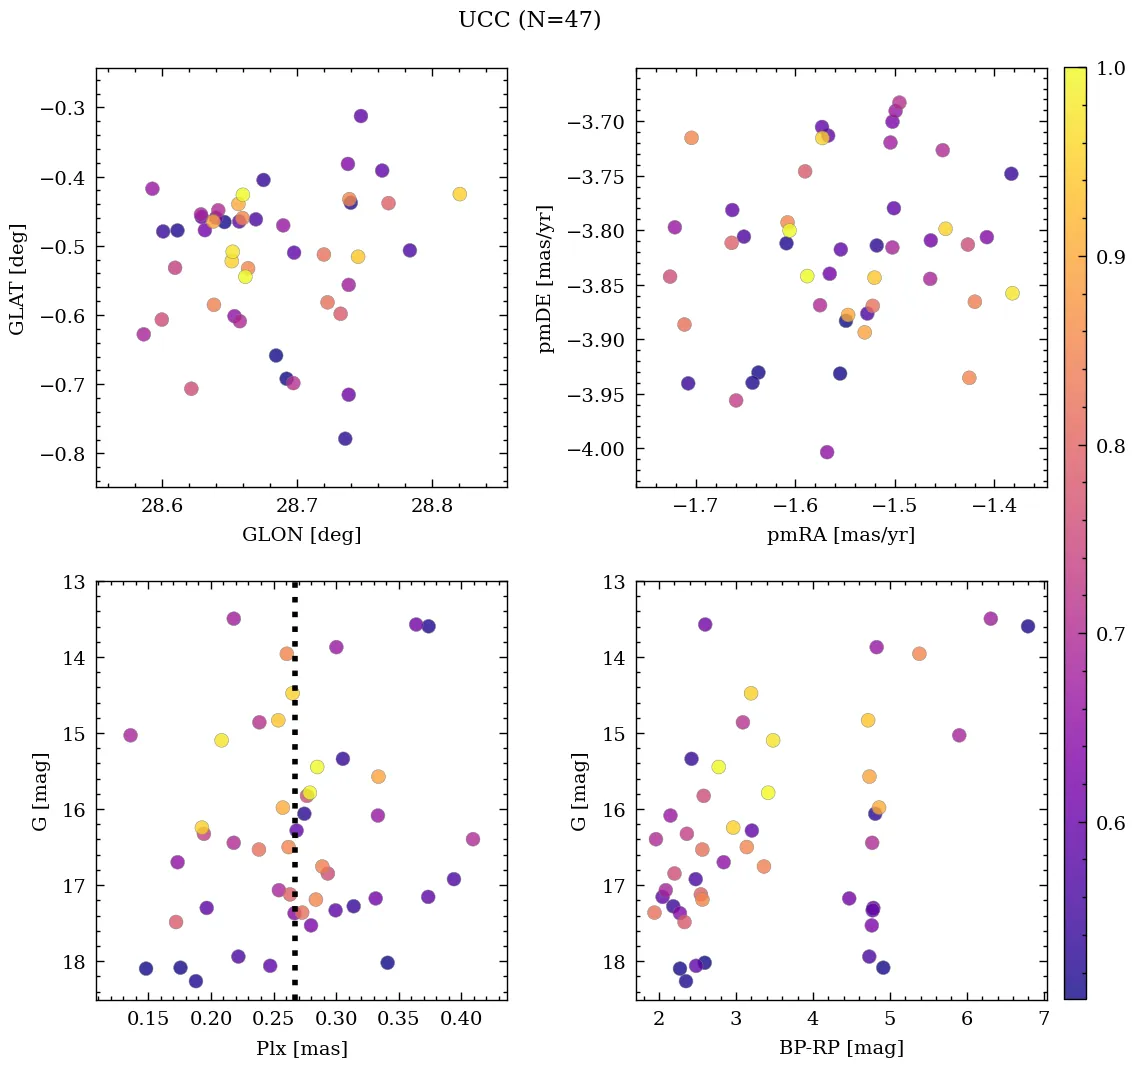 UCC (N=47)
−0.3
−0.4
−0.5
−0.6
−0.7
−0.8
GLAT [deg]
28.6 28.7 28.8
GLON [deg]
−3.70
−3.75
−3.80
−3.85
−3.90
−3.95
−4.00
pmDE [mas/yr]
−1.7 −1.6 −1.5 −1.4
pmRA [mas/yr]
13
14
15
16
17
18
G [mag]
0.15 0.20 0.25 0.30 0.35 0.40
Plx [mas]
13
14
15
16
17
18
G [mag]
2 3 4 5 6 7
BP-RP [mag]
1.0
0.9
0.8
0.7
0.6